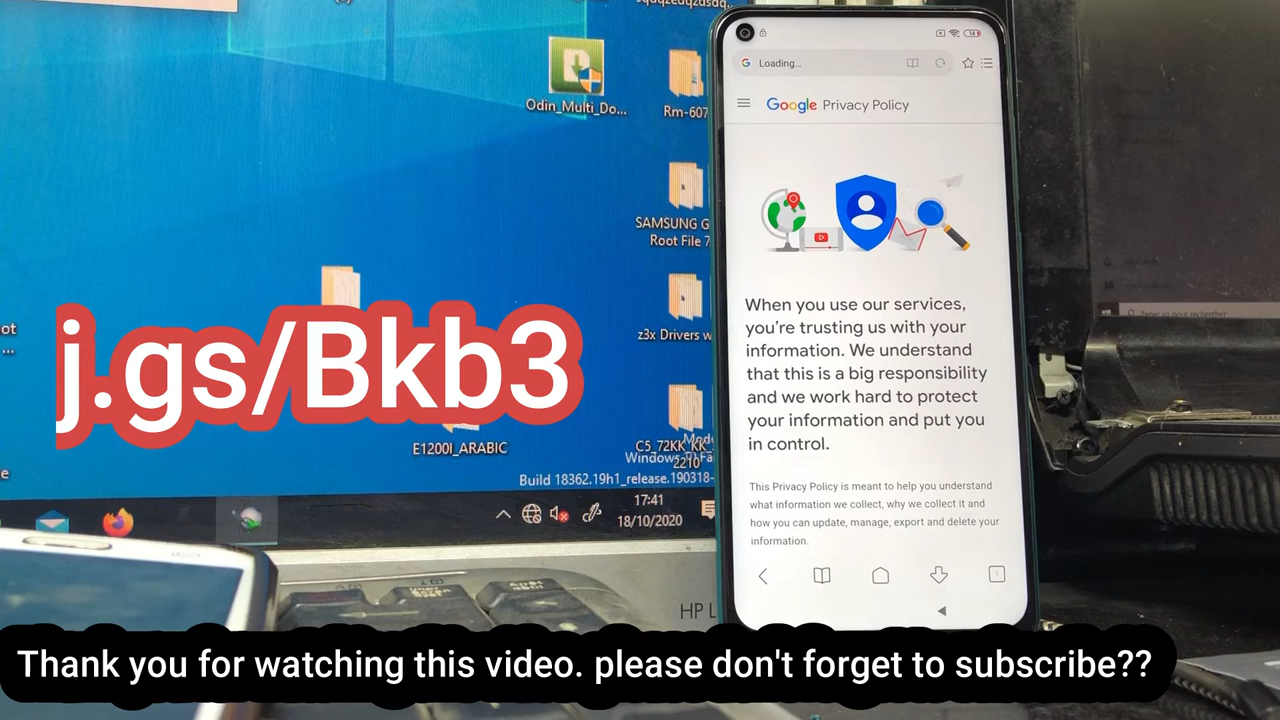 Odin_Multi_Do...
Rm-607
SAMSUNG G
Root File 7
z3x Drivers w
j.gs/Bkb3
E1200I_ARABIC
C5_72KK_KK_
2210
Mode
Windows
Build 18362.19h1_release.190318-
17:41
18/10/2020
HP L
Loading...
Google Privacy Policy
When you use our services,
you're trusting us with your
information. We understand
that this is a big responsibility
and we work hard to protect
your information and put you
in control.
This Privacy Policy is meant to help you understand
what information we collect, why we collect it and
how you can update, manage, export and delete your
information.
Thank you for watching this video. please don't forget to subscribe??